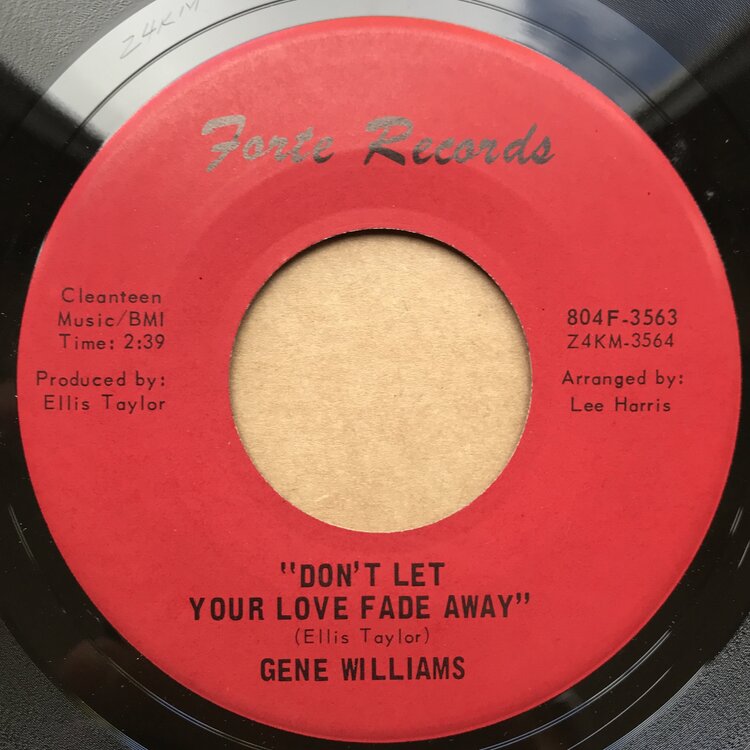 Z4KM
Forte Records
Cleanteen
Music/BMI
Time: 2:39
Produced by:
Ellis Taylor
804F-3563
Z4KM-3564
Arranged by:
Lee Harris
"DON'T LET
YOUR LOVE FADE AWAY"
(Ellis Taylor)
GENE WILLIAMS